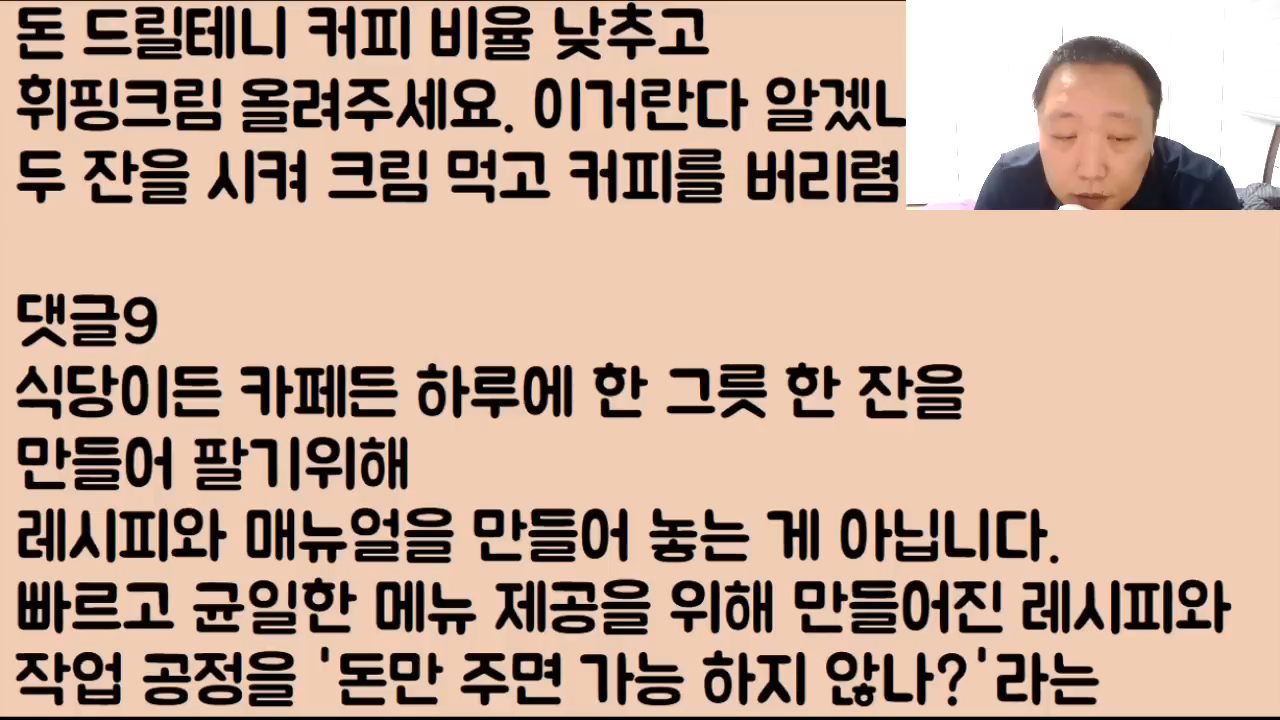 돈 드릴테니 커피 비율 낮추고
휘핑크림 올려주세요. 이거란다 알겠니
두 잔을 시켜 크림 먹고 커피를 버리렴
댓글9
식당이든 카페든 하루에 한 그릇 한 잔을
만들어 팔기위해
레시피와 매뉴얼을 만들어 놓는 게 아닙니다.
빠르고 균일한 메뉴 제공을 위해 만들어진 레시피와
작업 공정을 '돈만 주면 가능 하지 않나?'라는